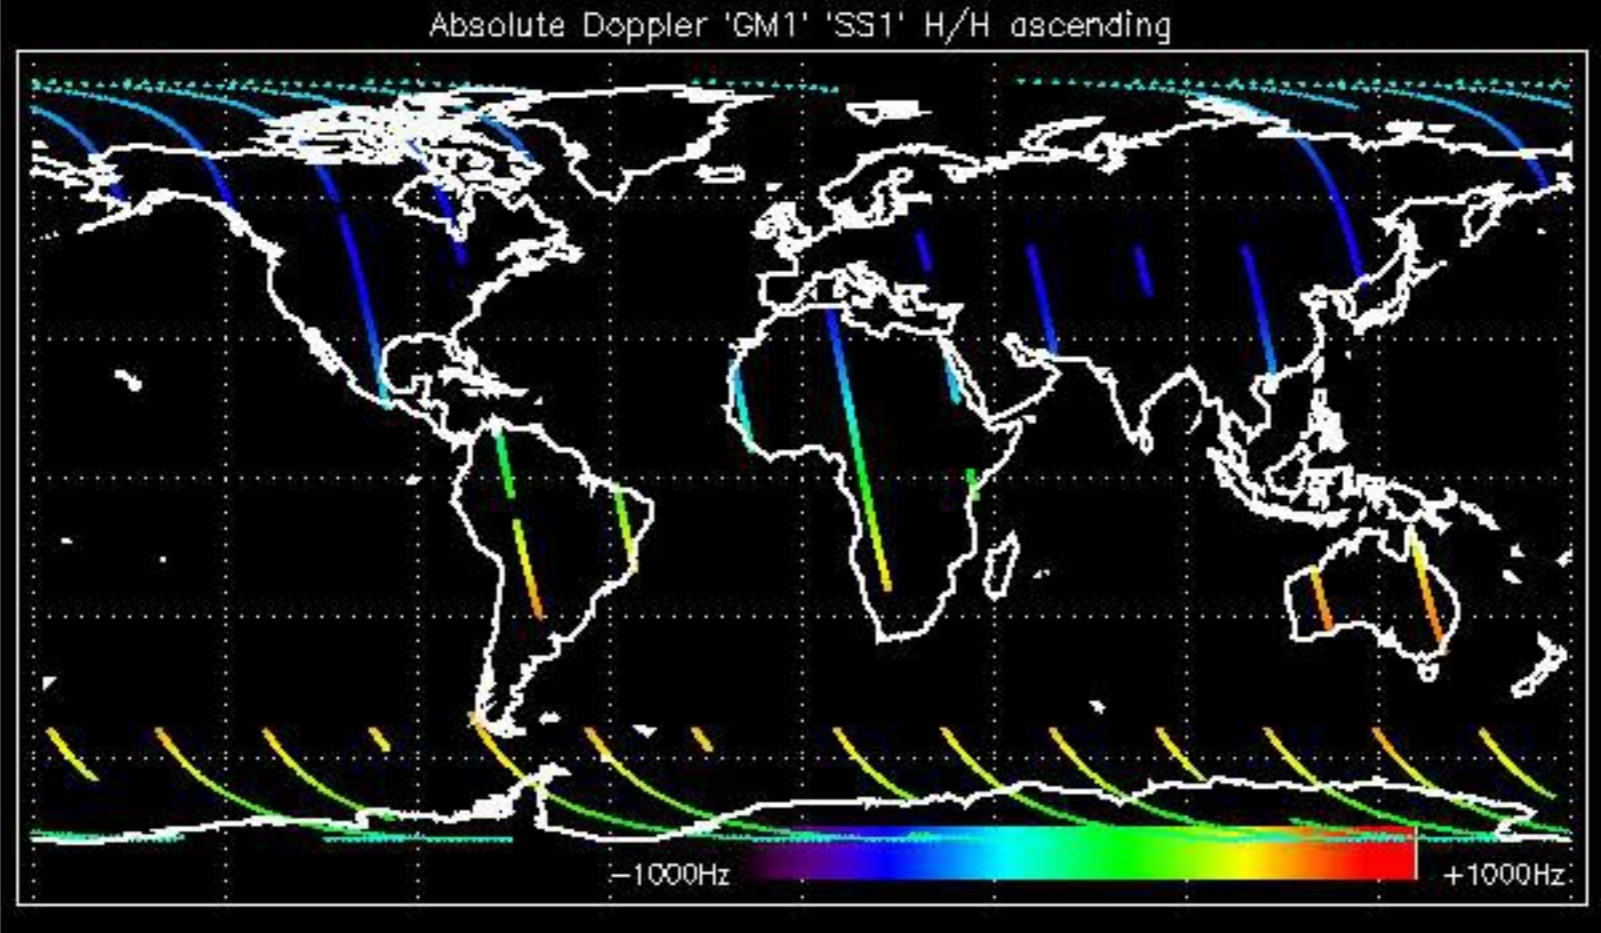 Absolute Doppler 'GM1' 'SS1' H/H ascending
−1000Hz +1000Hz